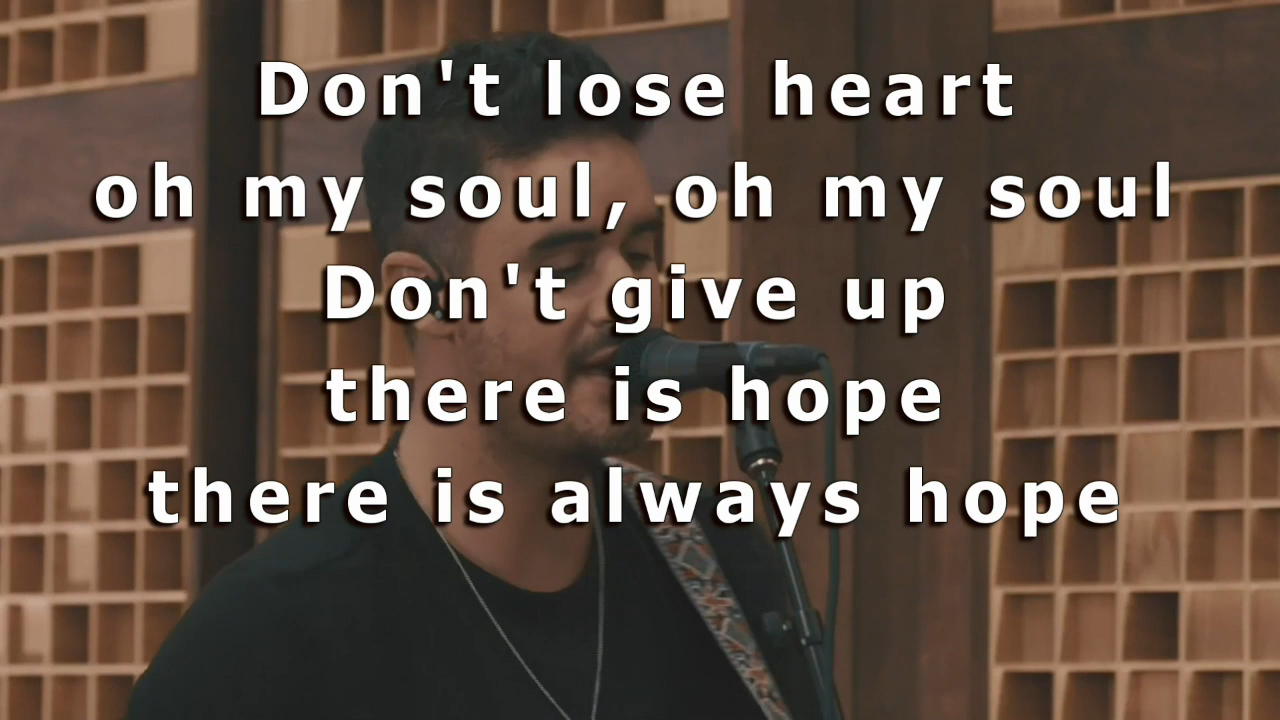 Don't lose heart
oh my soul, oh my soul
Don't give up
there is hope
there is always hope